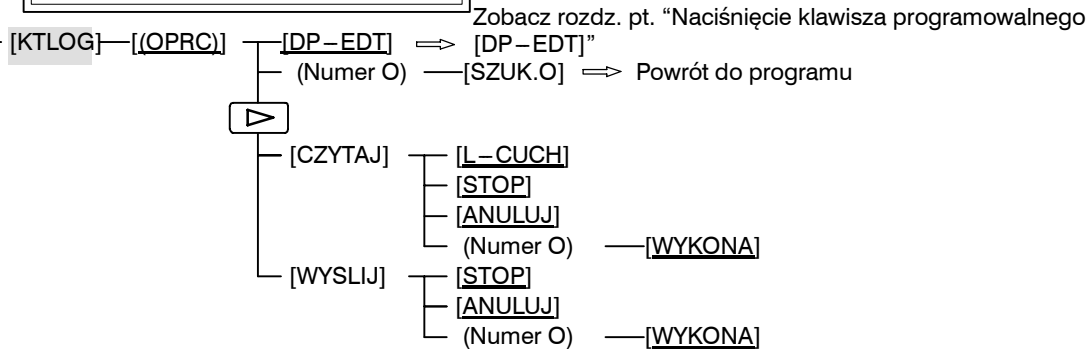 Zobacz rozdz. pt. “Naciśnięcie klawisza programowalnego
[KTLOG] [(OPRC)] [DP–EDT] ⇒ [DP–EDT]”
(Numer O) [SZUK.O] ⇒ Powrót do programu
[CZYTAJ] [L–CUCH]
[STOP]
[ANULUJ]
(Numer O) [WYKONA]
[WYSLIJ] [STOP]
[ANULUJ]
(Numer O) [WYKONA]